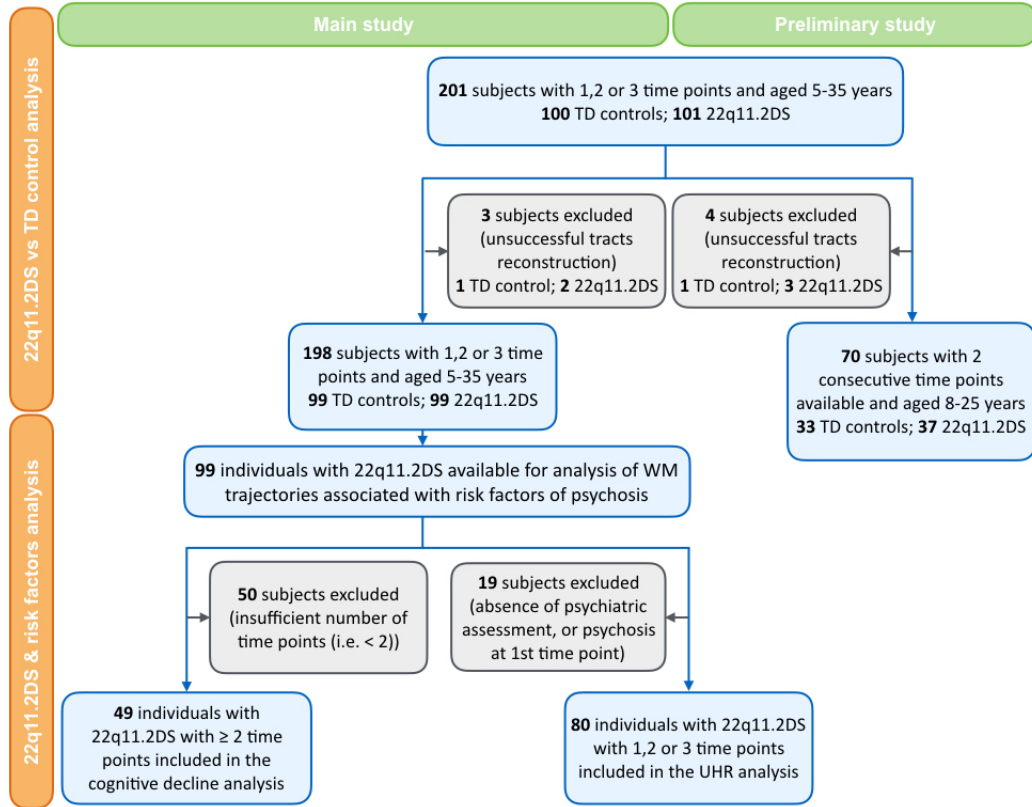 Main study
Preliminary study
22q11.2DS vs TD control analysis
201 subjects with 1,2 or 3 time points and aged 5-35 years
100 TD controls; 101 22q11.2DS
3 subjects excluded
(unsuccessful tracts
reconstruction)
1 TD control; 2 22q11.2DS
4 subjects excluded
(unsuccessful tracts
reconstruction)
1 TD control; 3 22q11.2DS
198 subjects with 1,2 or 3 time
points and aged 5-35 years
99 TD controls; 99 22q11.2DS
70 subjects with 2
consecutive time points
available and aged 8-25 years
33 TD controls; 37 22q11.2DS
22q11.2DS & risk factors analysis
99 individuals with 22q11.2DS available for analysis of WM
trajectories associated with risk factors of psychosis
50 subjects excluded
(insufficient number of
time points (i.e. < 2))
19 subjects excluded
(absence of psychiatric
assessment, or psychosis
at 1st time point)
49 individuals with
22q11.2DS with ≥ 2 time
points included in the
cognitive decline analysis
80 individuals with 22q11.2DS
with 1,2 or 3 time points
included in the UHR analysis